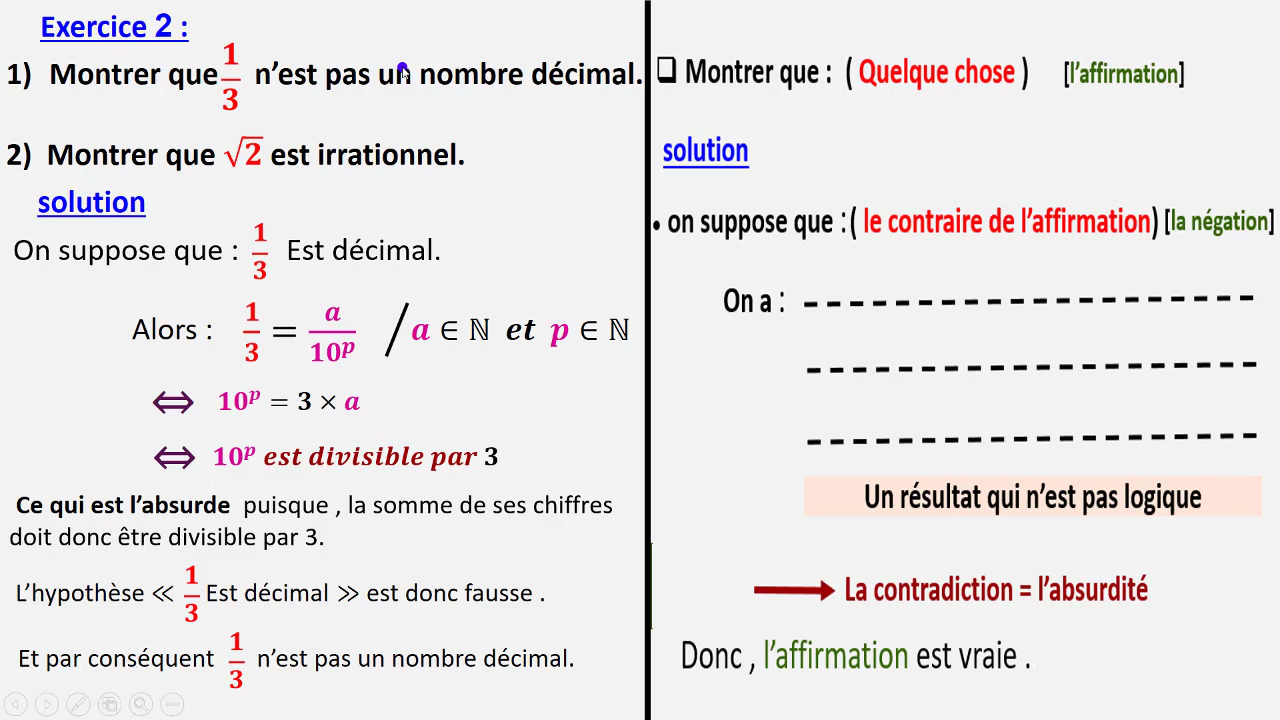 Exercice 2 :
1) Montrer que 1/3 n'est pas un nombre décimal.
2) Montrer que √2 est irrationnel.
solution
On suppose que : 1/3 Est décimal.
Alors : 1/3 = a/10^p / a ∈ ℕ et p ∈ ℕ
⇔ 10^p = 3 × a
⇔ 10^p est divisible par 3
Ce qui est l'absurde puisque , la somme de ses chiffres
doit donc être divisible par 3.
L'hypothèse ≪ 1/3 Est décimal ≫ est donc fausse .
Et par conséquent 1/3 n'est pas un nombre décimal.
❑ Montrer que : ( Quelque chose ) [l'affirmation]
solution
• on suppose que :( le contraire de l'affirmation) [la négation]
On a :
Un résultat qui n'est pas logique
La contradiction = l'absurdité
Donc , l'affirmation est vraie .